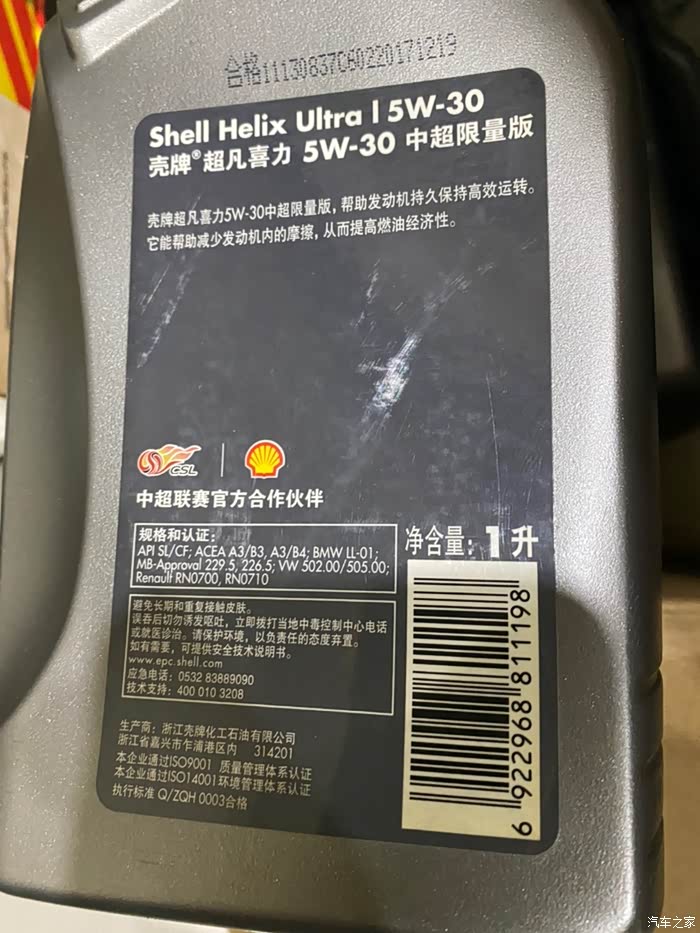 合格11130837CA0220171219
Shell Helix Ultra | 5W-30
壳牌®超凡喜力 5W-30 中超限量版
壳牌超凡喜力5W-30中超限量版，帮助发动机持久保持高效运转。
它能帮助减少发动机内的摩擦，从而提高燃油经济性。
CSL
中超联赛官方合作伙伴
规格和认证：
API SL/CF; ACEA A3/B3, A3/B4; BMW LL-01;
MB-Approval 229.5, 226.5; VW 502.00/505.00;
Renault RN0700, RN0710
净含量：1升
避免长期和重复接触皮肤。
误吞后切勿诱发呕吐，立即拨打当地中毒控制中心电话
或就医诊治。请保护环境，以负责任的态度弃置。
如有需要，可提供安全技术说明书。
www.epc.shell.com
应急电话：0532 83889090
技术支持：400 010 3208
6 922968 811198
生产商：浙江壳牌化工石油有限公司
浙江省嘉兴市乍浦港区内 314201
本企业通过ISO9001 质量管理体系认证
本企业通过ISO14001环境管理体系认证
执行标准 Q/ZQH 0003合格
汽车之家